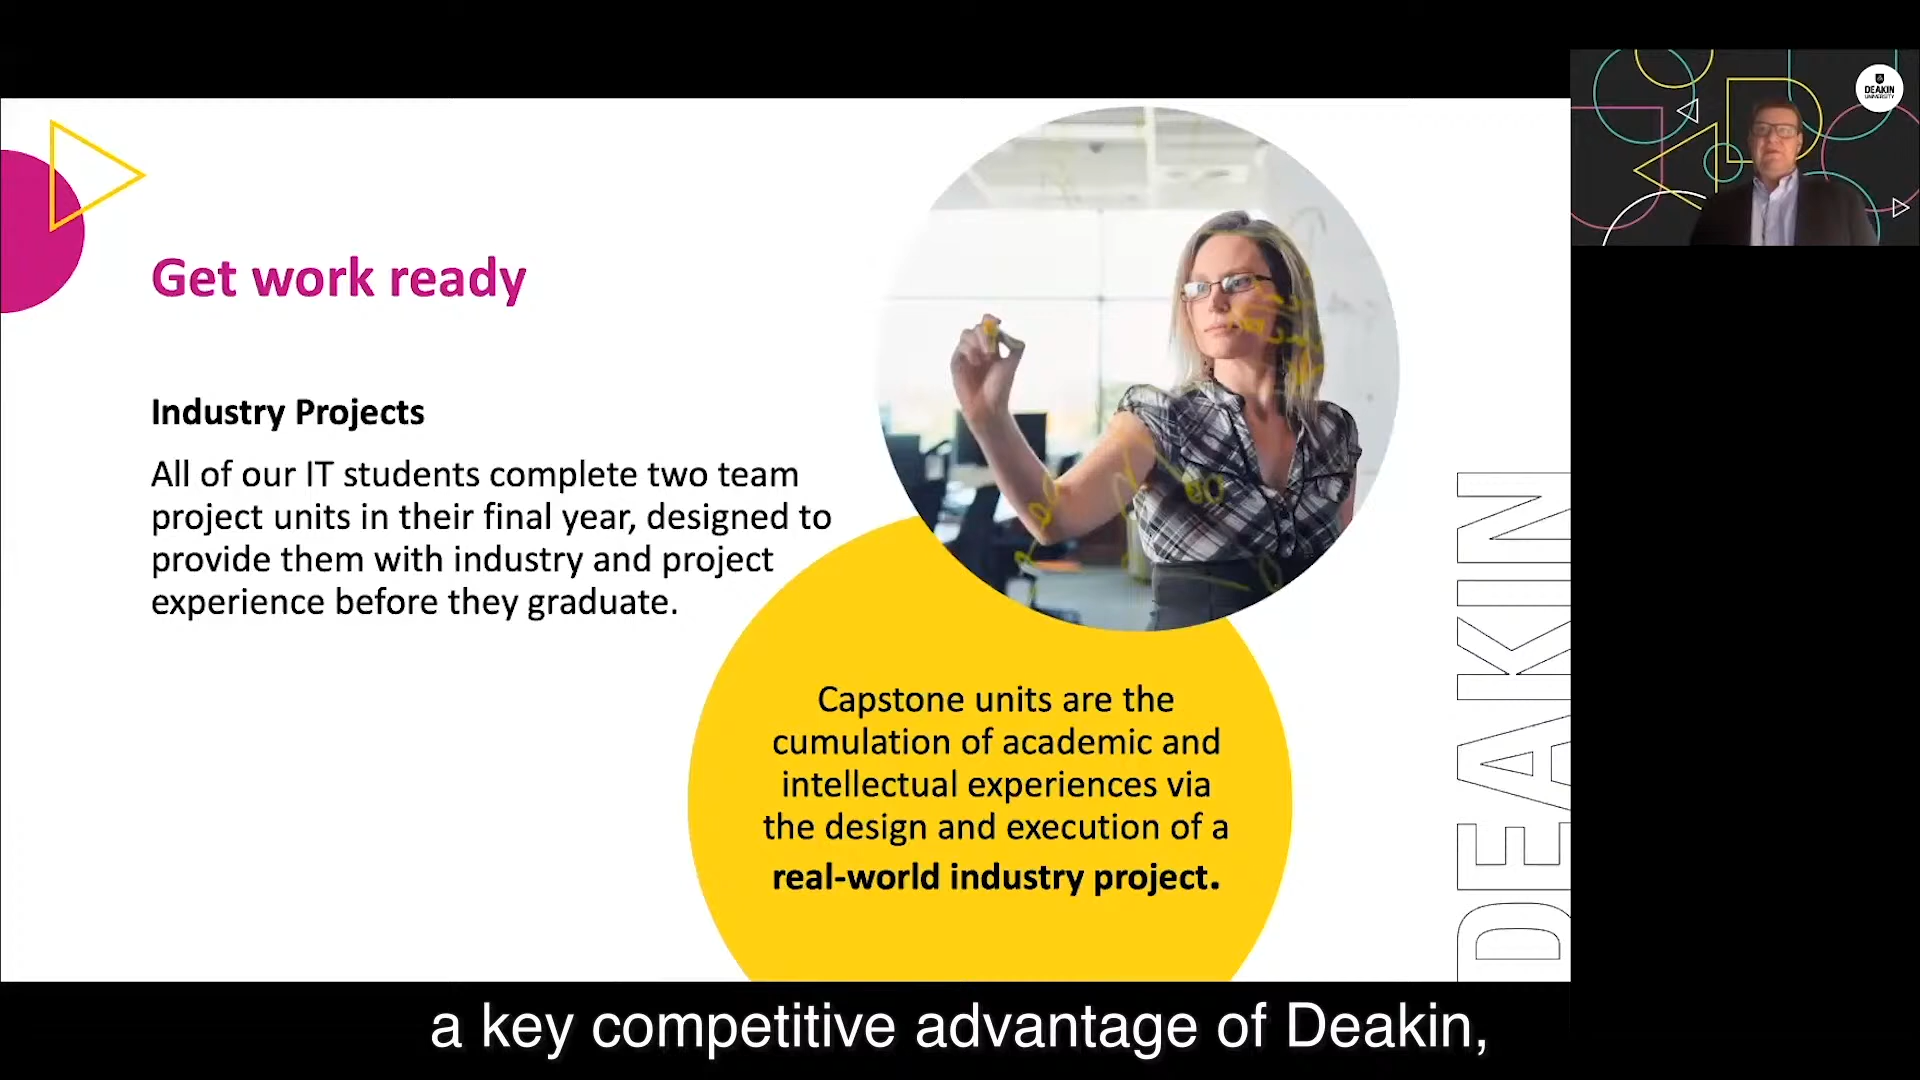 DEAKIN
UNIVERSITY
Get work ready
Industry Projects
All of our IT students complete two team
project units in their final year, designed to
provide them with industry and project
experience before they graduate.
Capstone units are the
cumulation of academic and
intellectual experiences via
the design and execution of a
real-world industry project.
DEAKIN
a key competitive advantage of Deakin,